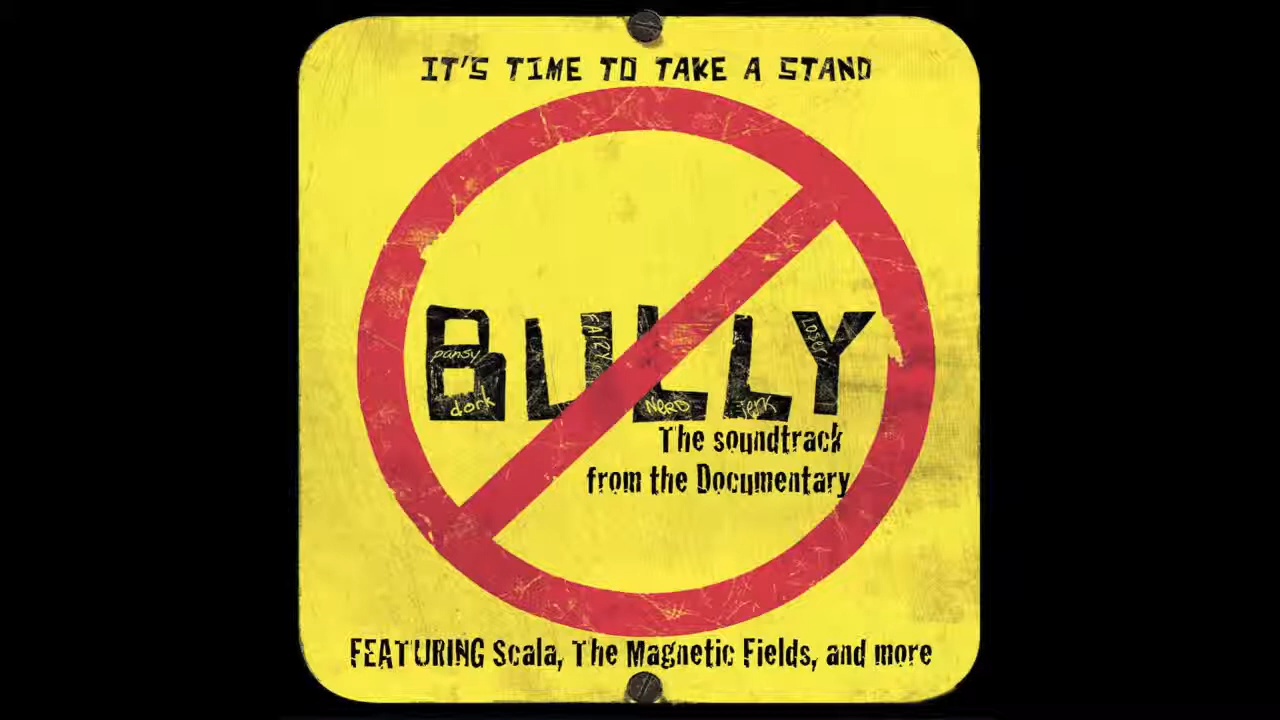 IT'S TIME TO TAKE A STAND
BULLY
pansy
dork
FAIRY
NERD
jerk
Loser
The soundtrack
from the Documentary
FEATURING Scala, The Magnetic Fields, and more